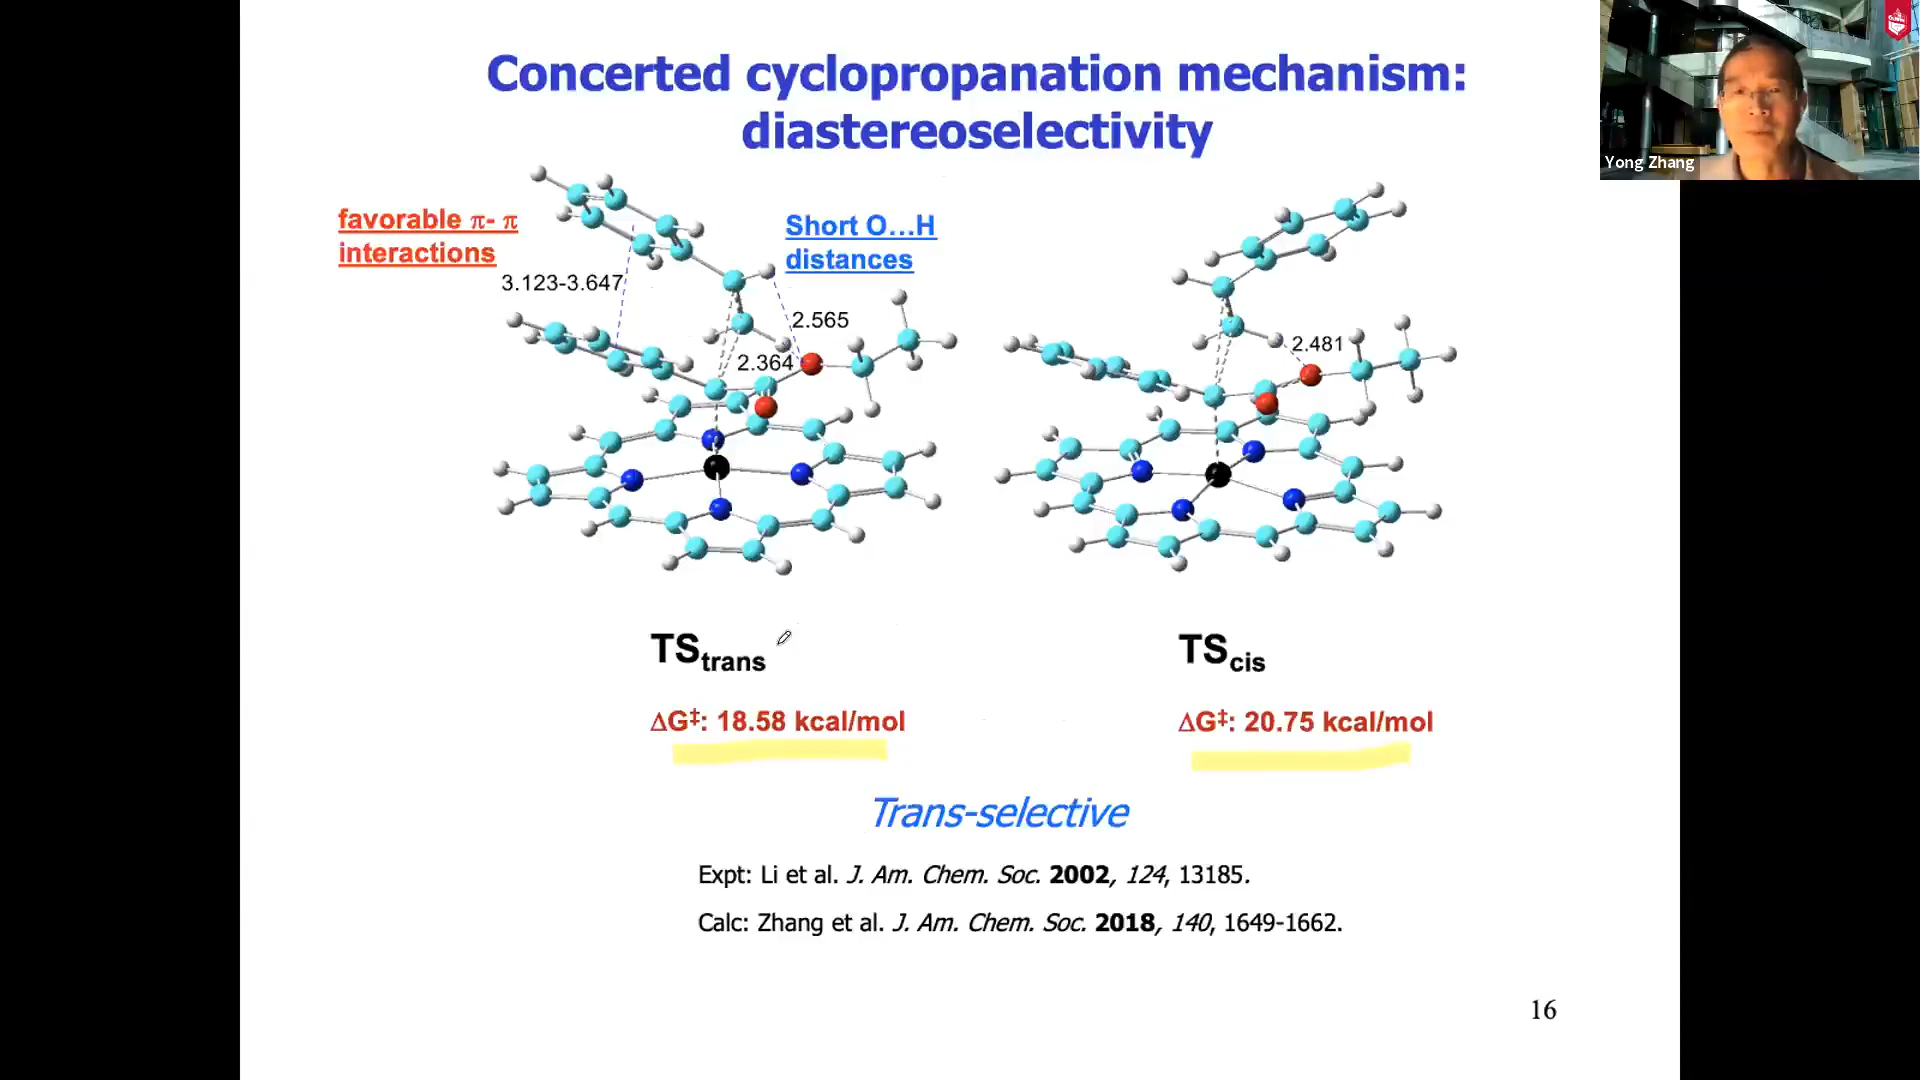 Concerted cyclopropanation mechanism:
diastereoselectivity
Yong Zhang
favorable π- π
interactions
3.123-3.647
Short O...H
distances
2.565
2.364
2.481
TStrans
TScis
ΔG‡: 18.58 kcal/mol
ΔG‡: 20.75 kcal/mol
Trans-selective
Expt: Li et al. J. Am. Chem. Soc. 2002, 124, 13185.
Calc: Zhang et al. J. Am. Chem. Soc. 2018, 140, 1649-1662.
16